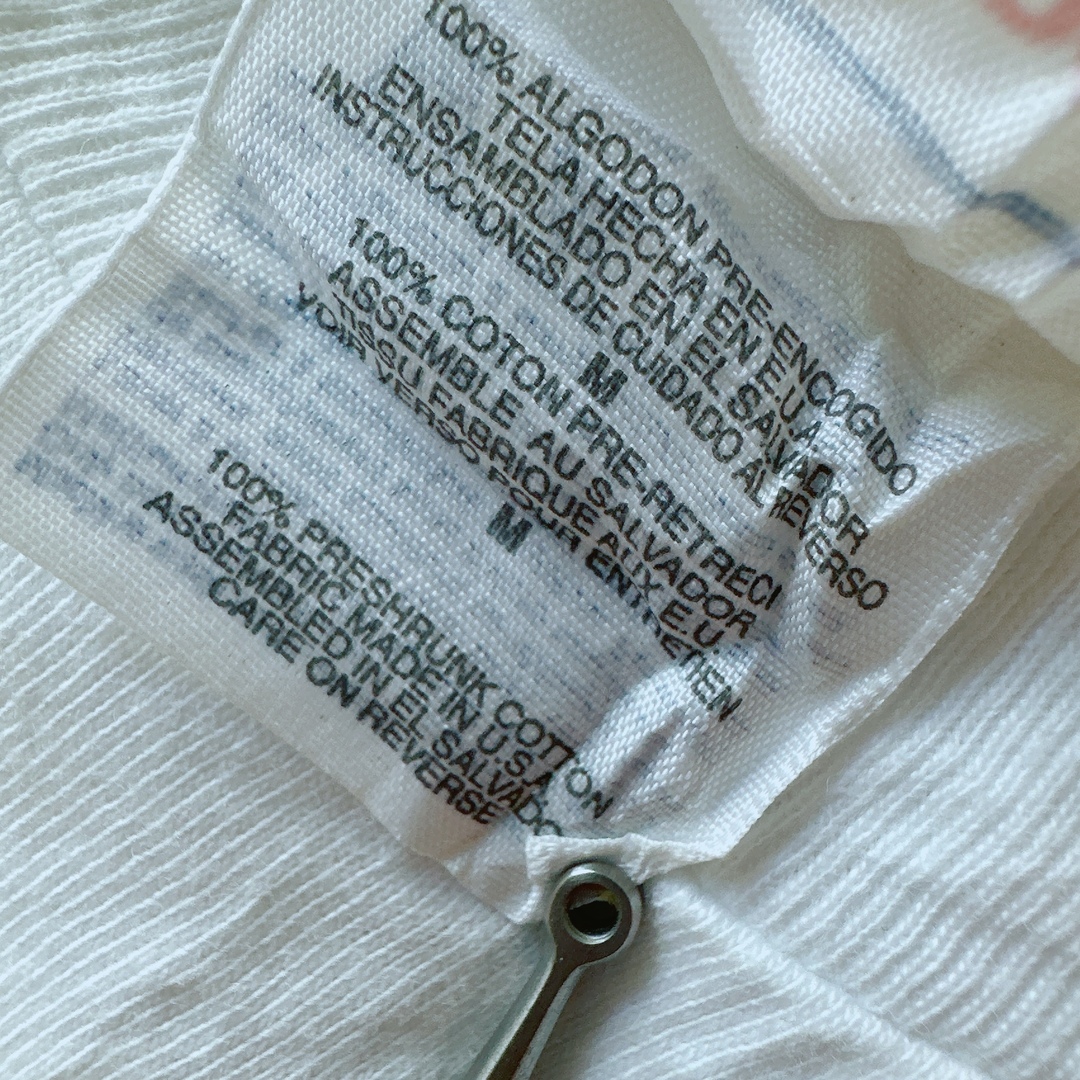 100% ALGODON PRE-ENCOGIDO
TELA HECHA EN E.U.A.
ENSAMBLADO EN EL SALVADOR
INSTRUCCIONES DE CUIDADO AL REVERSO
M
100% COTON PRE-RETRECI
ASSEMBLE AU SALVADOR
TISSU FABRIQUE AUX E.U.
VOIR VERSO POUR ENTRETIEN
M
100% PRESHRUNK COTTON
FABRIC MADE IN U.S.A.
ASSEMBLED IN EL SALVADO
CARE ON REVERSE